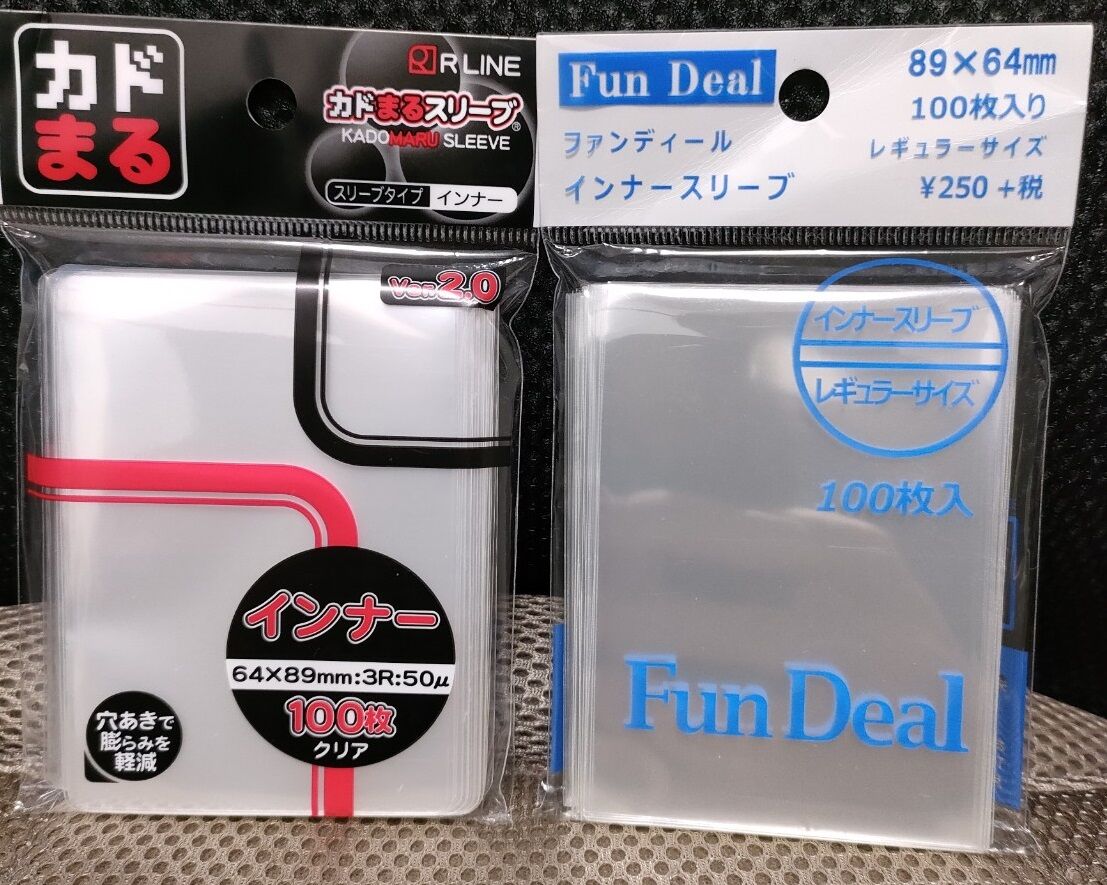 カド
まる
R LINE
カドまるスリーブ®
KADOMARU SLEEVE
スリーブタイプ インナー
Ver.2.0
インナー
64×89mm:3R:50μ
100枚
クリア
穴あきで
膨らみを
軽減
Fun Deal
ファンディール
インナースリーブ
89×64mm
100枚入り
レギュラーサイズ
¥250+税
インナースリーブ
レギュラーサイズ
100枚入
Fun Deal